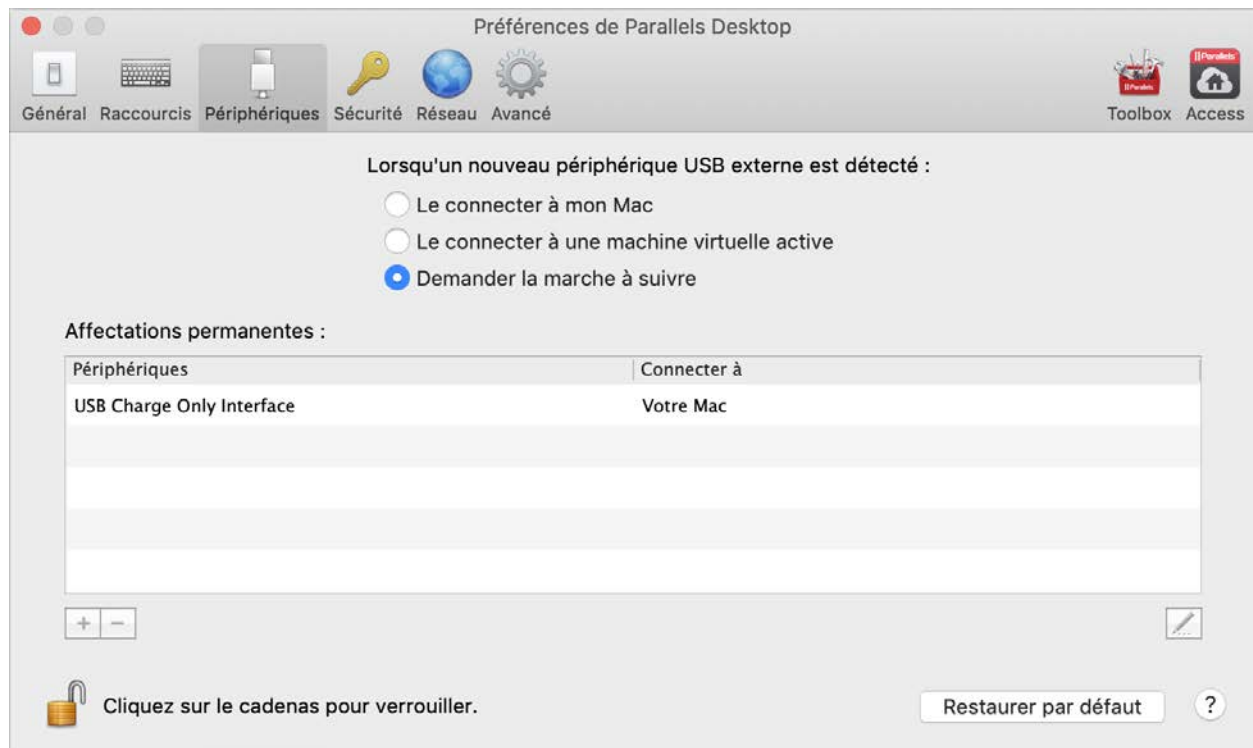 Préférences de Parallels Desktop
Général Raccourcis Périphériques Sécurité Réseau Avancé Toolbox Access
|| Parallels
|| Parallels
Lorsqu'un nouveau périphérique USB externe est détecté :
Le connecter à mon Mac
Le connecter à une machine virtuelle active
Demander la marche à suivre
Affectations permanentes :
Périphériques Connecter à
USB Charge Only Interface Votre Mac
Cliquez sur le cadenas pour verrouiller.
Restaurer par défaut ?